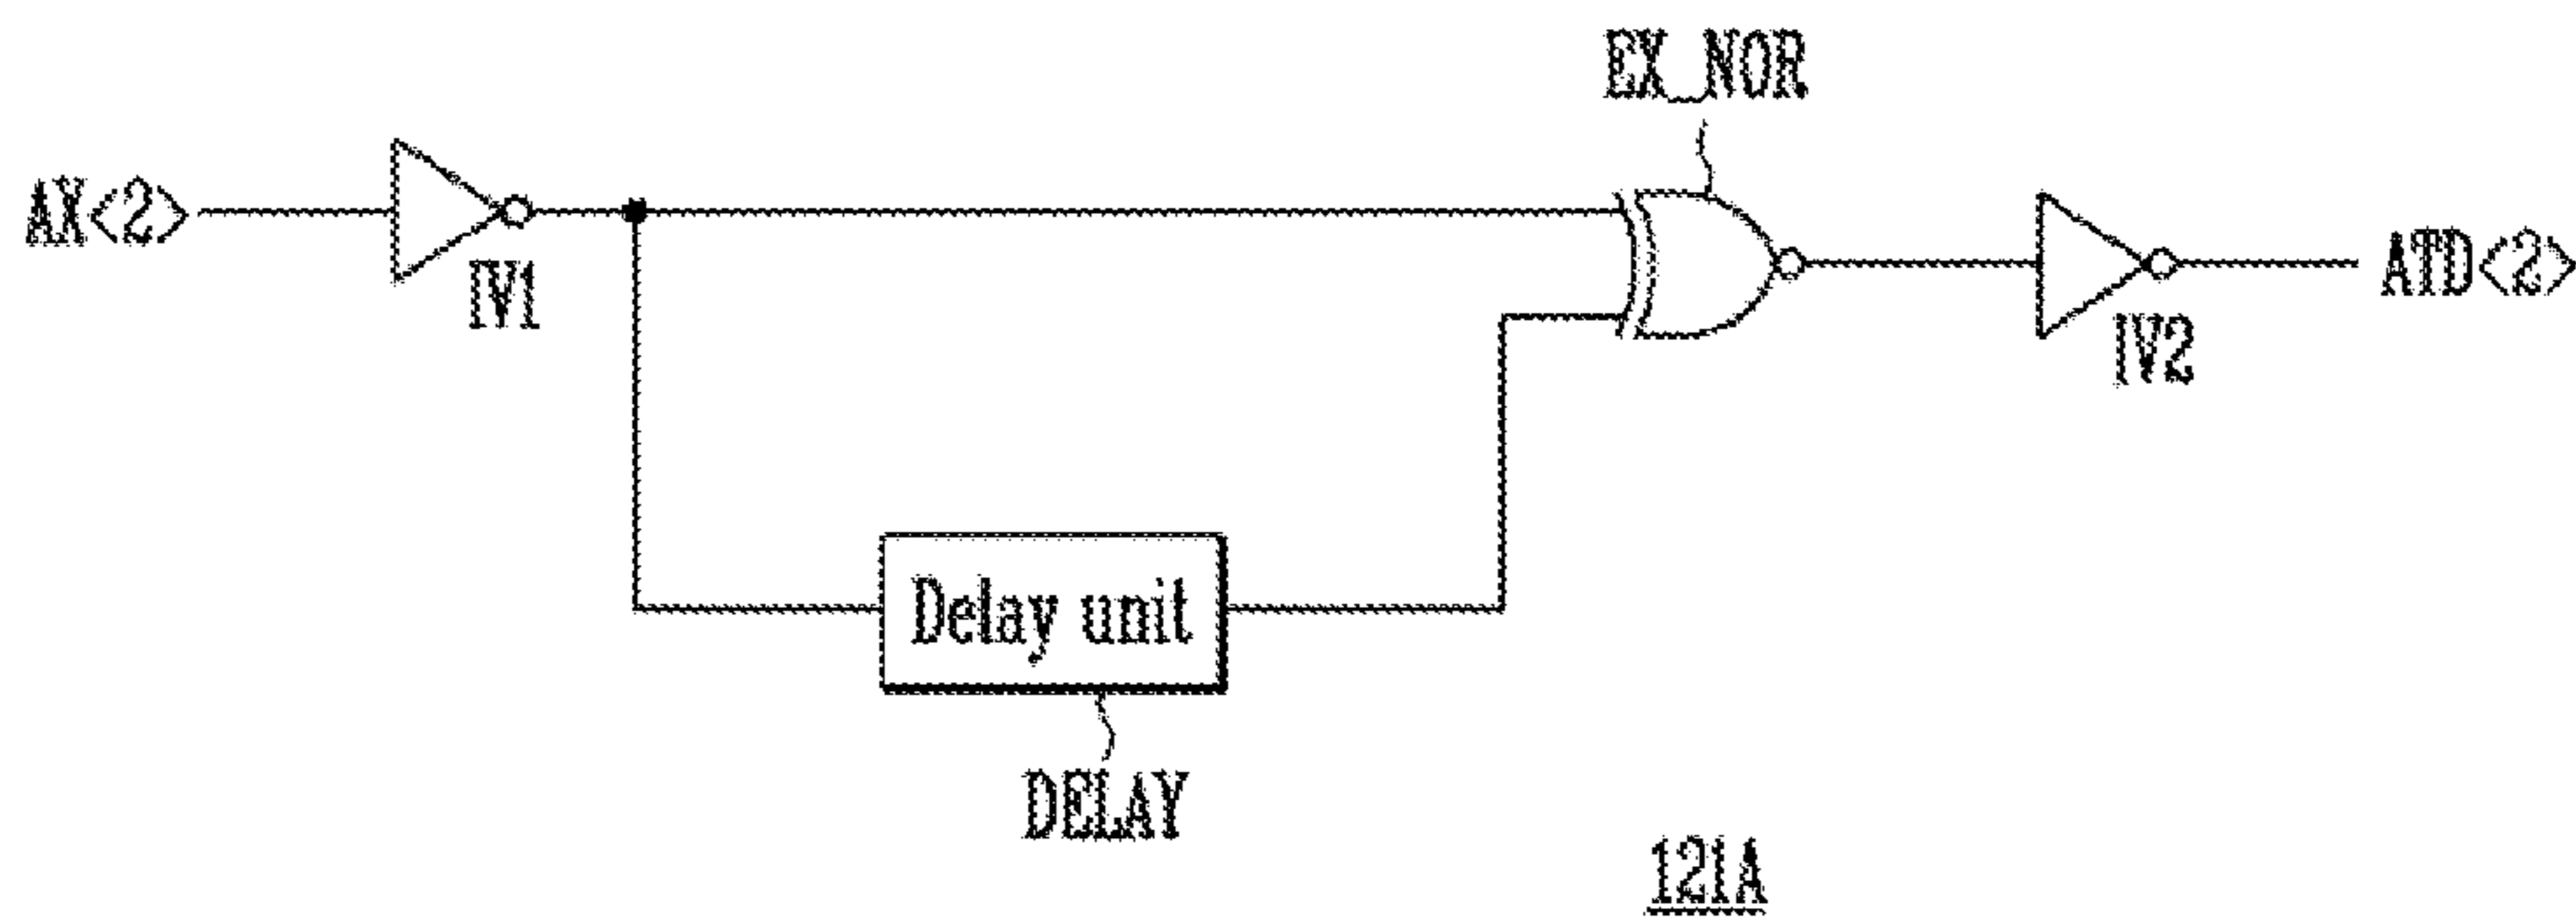 EX_NOR
AX<2>
IV1
ATD<2>
IV2
Delay unit
DELAY
121A